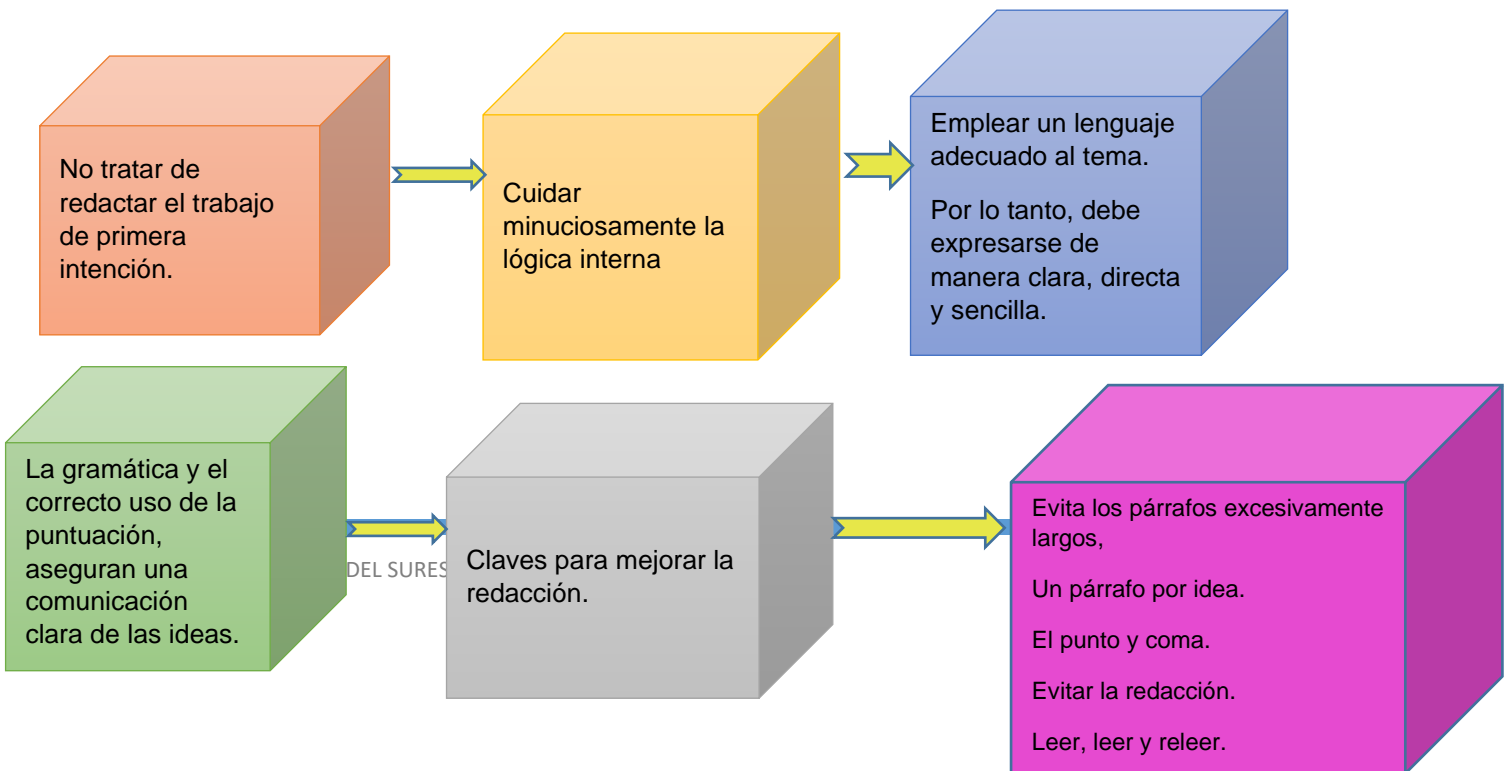 No tratar de
redactar el trabajo
de primera
intención.
Cuidar
minuciosamente la
lógica interna
Emplear un lenguaje
adecuado al tema.
Por lo tanto, debe
expresarse de
manera clara, directa
y sencilla.
La gramática y el
correcto uso de la
puntuación,
aseguran una
comunicación
clara de las ideas.
DEL SURES
Claves para mejorar la
redacción.
Evita los párrafos excesivamente
largos,
Un párrafo por idea.
El punto y coma.
Evitar la redacción.
Leer, leer y releer.